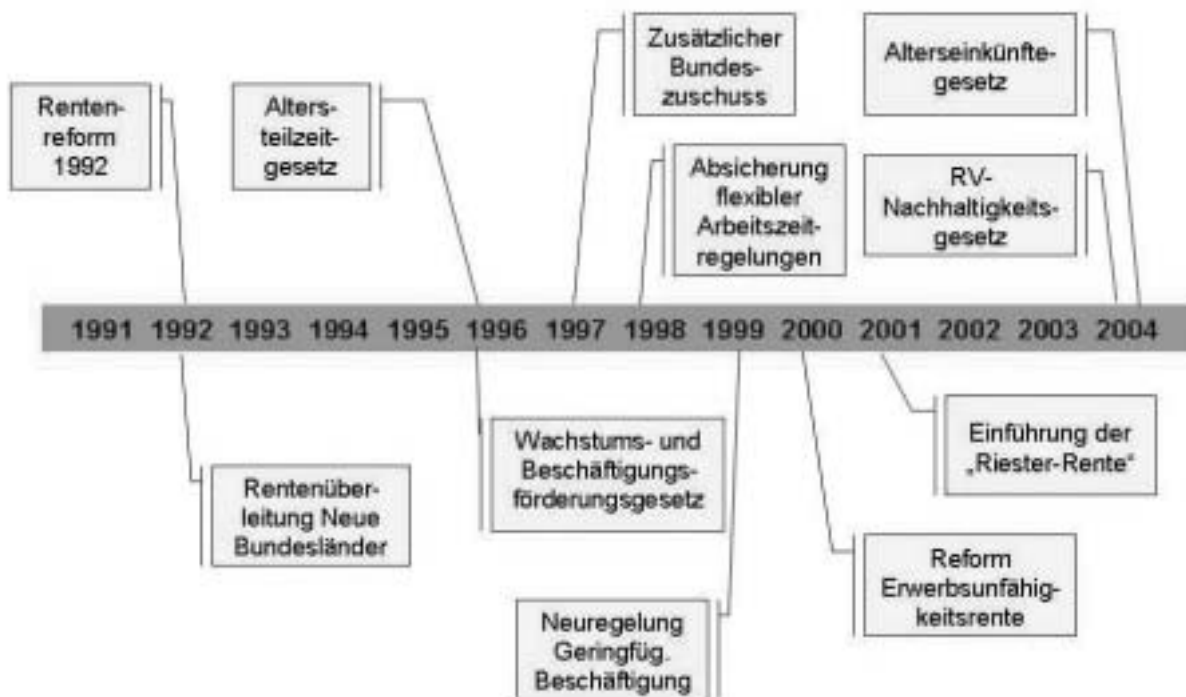 Zusätzlicher
Bundes-
zuschuss
Alterseinkünfte-
gesetz
Renten-
reform
1992
Alters-
teilzeit-
gesetz
Absicherung
flexibler
Arbeitszeit-
regelungen
RV-
Nachhaltigkeits-
gesetz
1991 1992 1993 1994 1995 1996 1997 1998 1999 2000 2001 2002 2003 2004
Rentenüber-
leitung Neue
Bundesländer
Wachstums- und
Beschäftigungs-
förderungsgesetz
Einführung der
„Riester-Rente“
Reform
Erwerbsunfähig-
keitsrente
Neuregelung
Geringfüg.
Beschäftigung